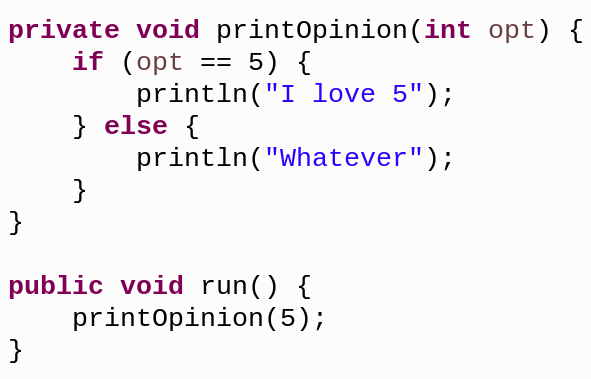 private void printOpinion(int opt) {
    if (opt == 5) {
        println("I love 5");
    } else {
        println("Whatever");
    }
}

public void run() {
    printOpinion(5);
}